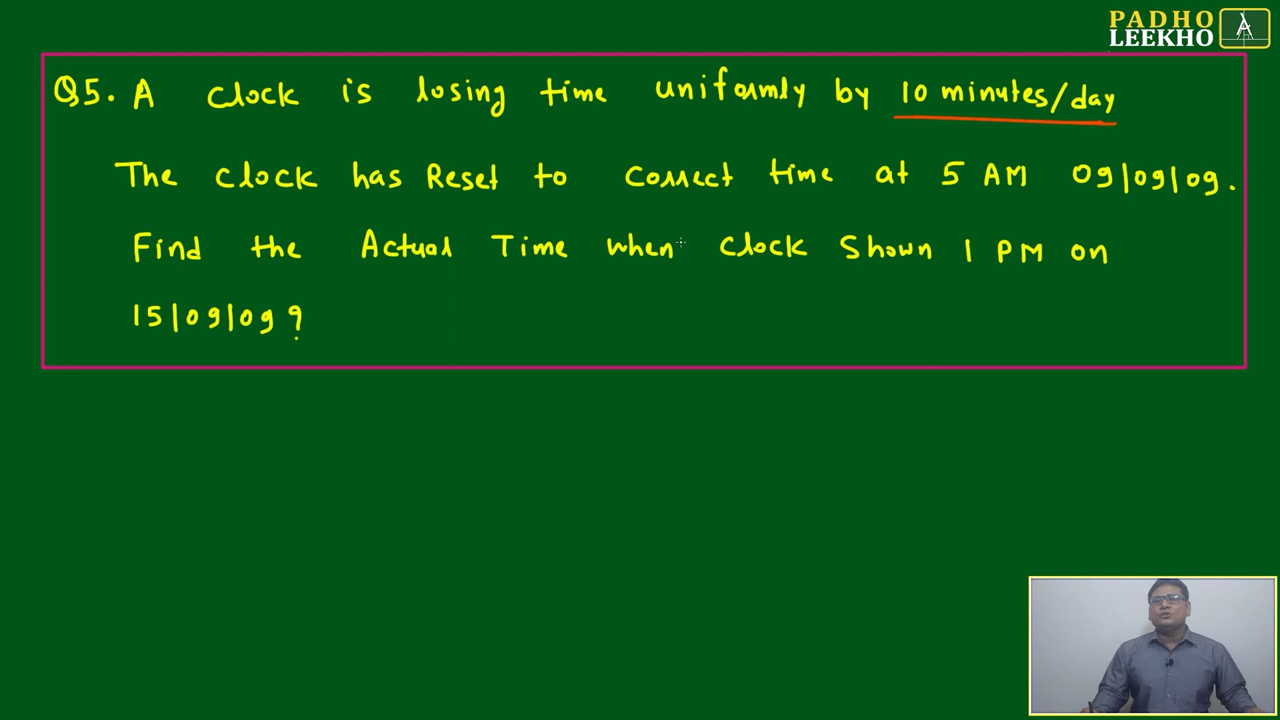 PADHO
LEEKHO
Q5. A clock is losing time uniformly by 10 minutes/day
The clock has Reset to correct time at 5 AM 09/09/09.
Find the Actual Time when clock shown 1 PM on
15/09/09?